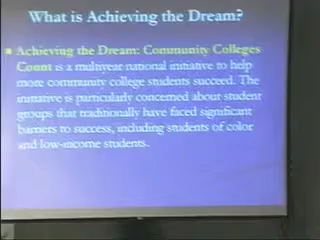 What is Achieving the Dream?
Achieving the Dream: Community Colleges
Count is a multiyear national initiative to help
more community college students succeed. The
initiative is particularly concerned about student
groups that traditionally have faced significant
barriers to success, including students of color
and low-income students.